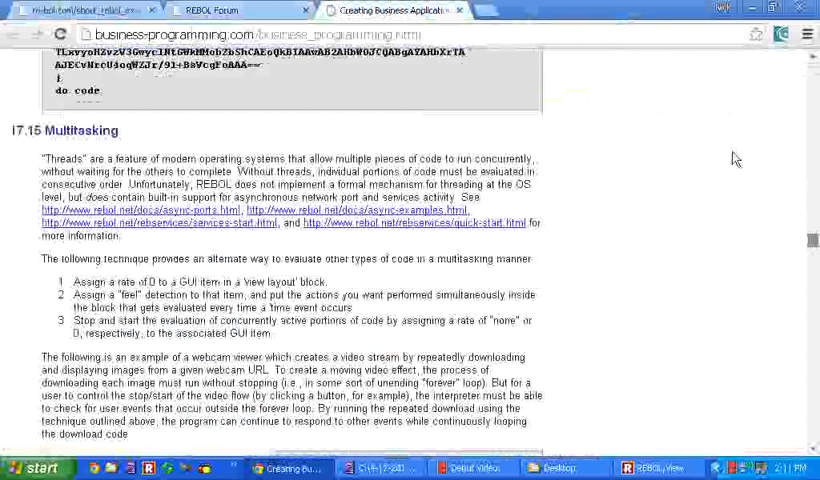 REBOL Forum
Creating Business Applicati
business-programming.com/business_programming.html
do code
17.15 Multitasking
"Threads" are a feature of modern operating systems that allow multiple pieces of code to run concurrently,
without waiting for the others to complete Without threads, individual portions of code must be evaluated in
consecutive order Unfortunately, REBOL does not implement a formal mechanism for threading at the OS
level, but does contain built-in support for asynchronous network port and services activity See
http://www.rebol.net/docs/async-ports.html, http://www.rebol.net/docs/async-examples.html,
http://www.rebol.net/rebservices/services-start.html, and http://www.rebol.net/rebservices/quick-start.html for
more information.
The following technique provides an alternate way to evaluate other types of code in a multitasking manner
1 Assign a rate of 0 to a GUI item in a 'view layout' block.
2 Assign a "feel" detection to that item, and put the actions you want performed simultaneously inside
the block that gets evaluated every time a 'time event occurs
3 Stop and start the evaluation of concurrently active portions of code by assigning a rate of "none" or
0, respectively, to the associated GUI item
The following is an example of a webcam viewer which creates a video stream by repeatedly downloading
and displaying images from a given webcam URL To create a moving video effect, the process of
downloading each image must run without stopping (i.e., in some sort of unending "forever" loop). But for a
user to control the stop/start of the video flow (by clicking a button, for example), the interpreter must be able
to check for user events that occur outside the forever loop. By running the repeated download using the
technique outlined above, the program can continue to respond to other events while continuously looping
the download code
start
Creating Bu...
Debut Video
Desktop
REBOL/View
2:11 PM